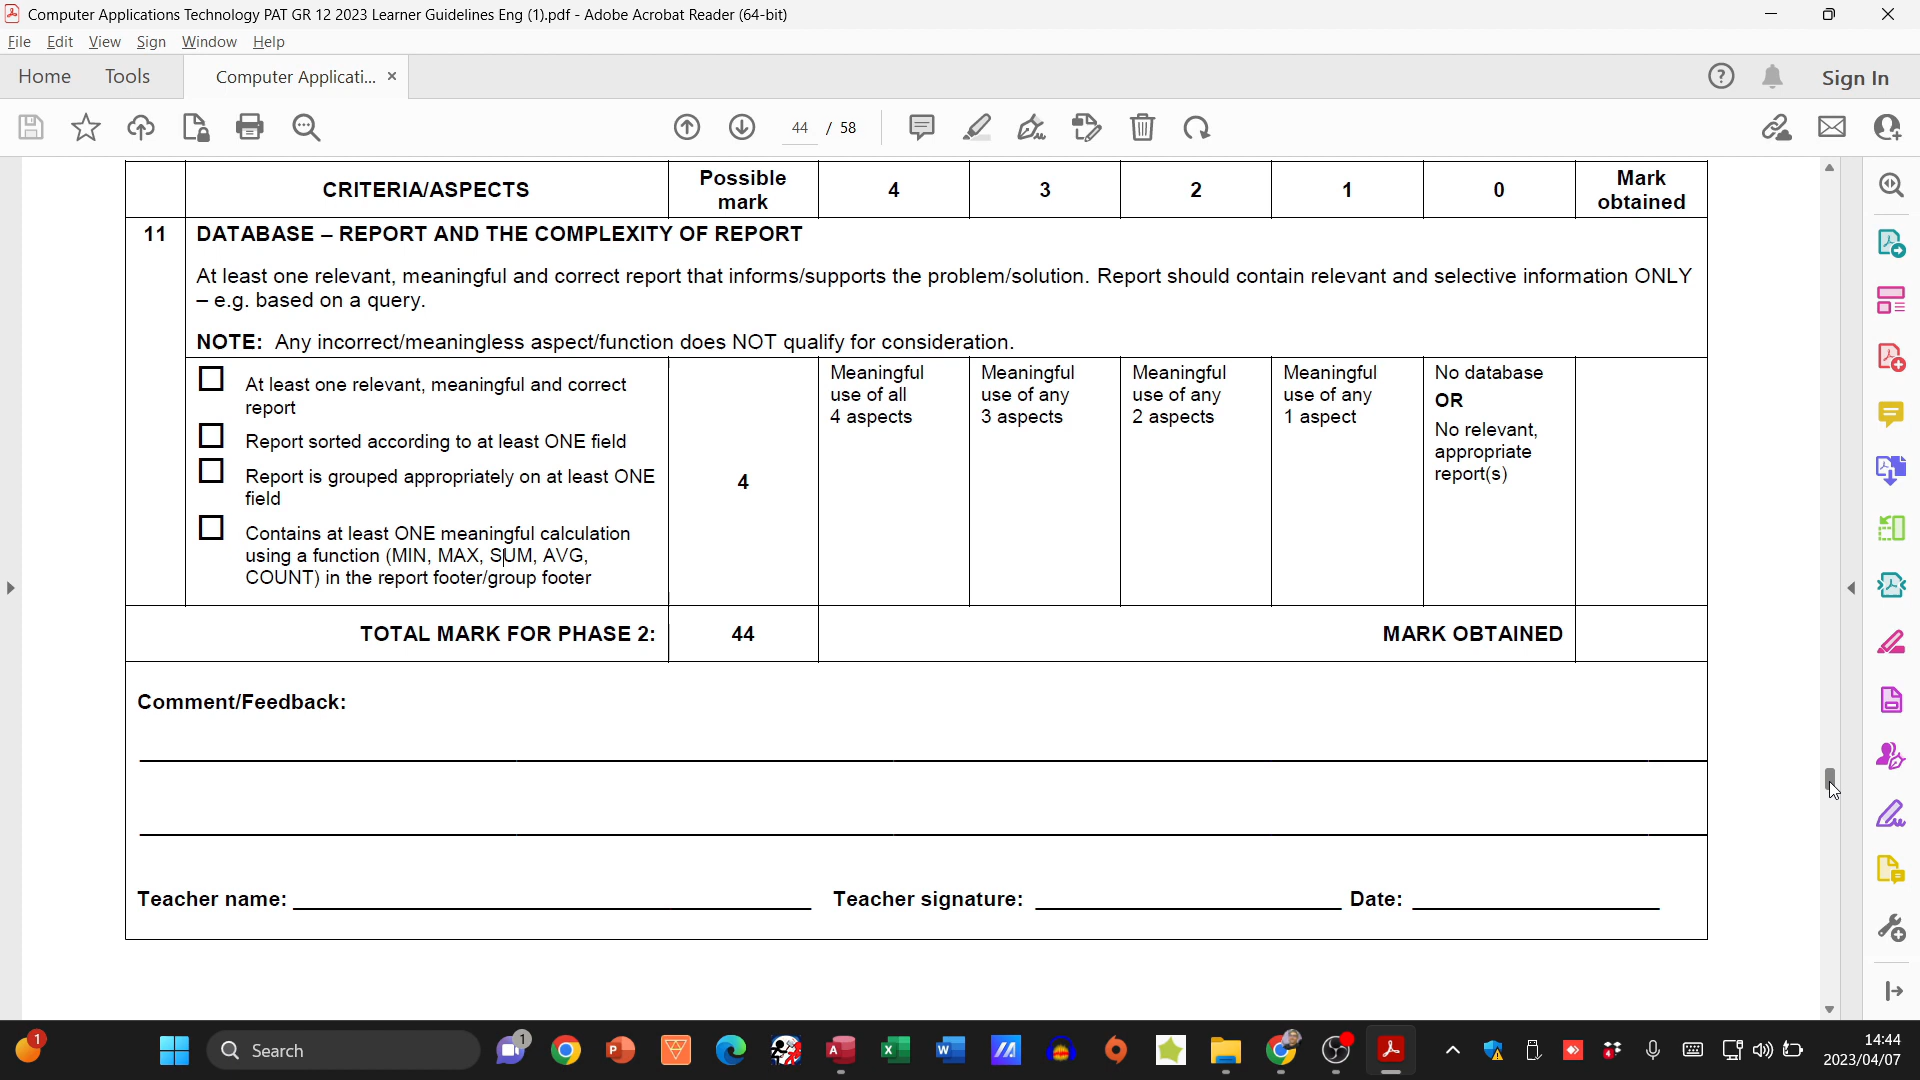 Computer Applications Technology PAT GR 12 2023 Learner Guidelines Eng (1).pdf - Adobe Acrobat Reader (64-bit)
File Edit View Sign Window Help
Home Tools Computer Applicati... × Sign In
44 / 58
CRITERIA/ASPECTS Possible mark 4 3 2 1 0 Mark obtained
11 DATABASE – REPORT AND THE COMPLEXITY OF REPORT
At least one relevant, meaningful and correct report that informs/supports the problem/solution. Report should contain relevant and selective information ONLY
– e.g. based on a query.
NOTE: Any incorrect/meaningless aspect/function does NOT qualify for consideration.
At least one relevant, meaningful and correct
report
Report sorted according to at least ONE field
Report is grouped appropriately on at least ONE
field
Contains at least ONE meaningful calculation
using a function (MIN, MAX, SUM, AVG,
COUNT) in the report footer/group footer
4
Meaningful
use of all
4 aspects
Meaningful
use of any
3 aspects
Meaningful
use of any
2 aspects
Meaningful
use of any
1 aspect
No database
OR
No relevant,
appropriate
report(s)
TOTAL MARK FOR PHASE 2: 44 MARK OBTAINED
Comment/Feedback:
Teacher name: Teacher signature: Date:
Search
14:44
2023/04/07